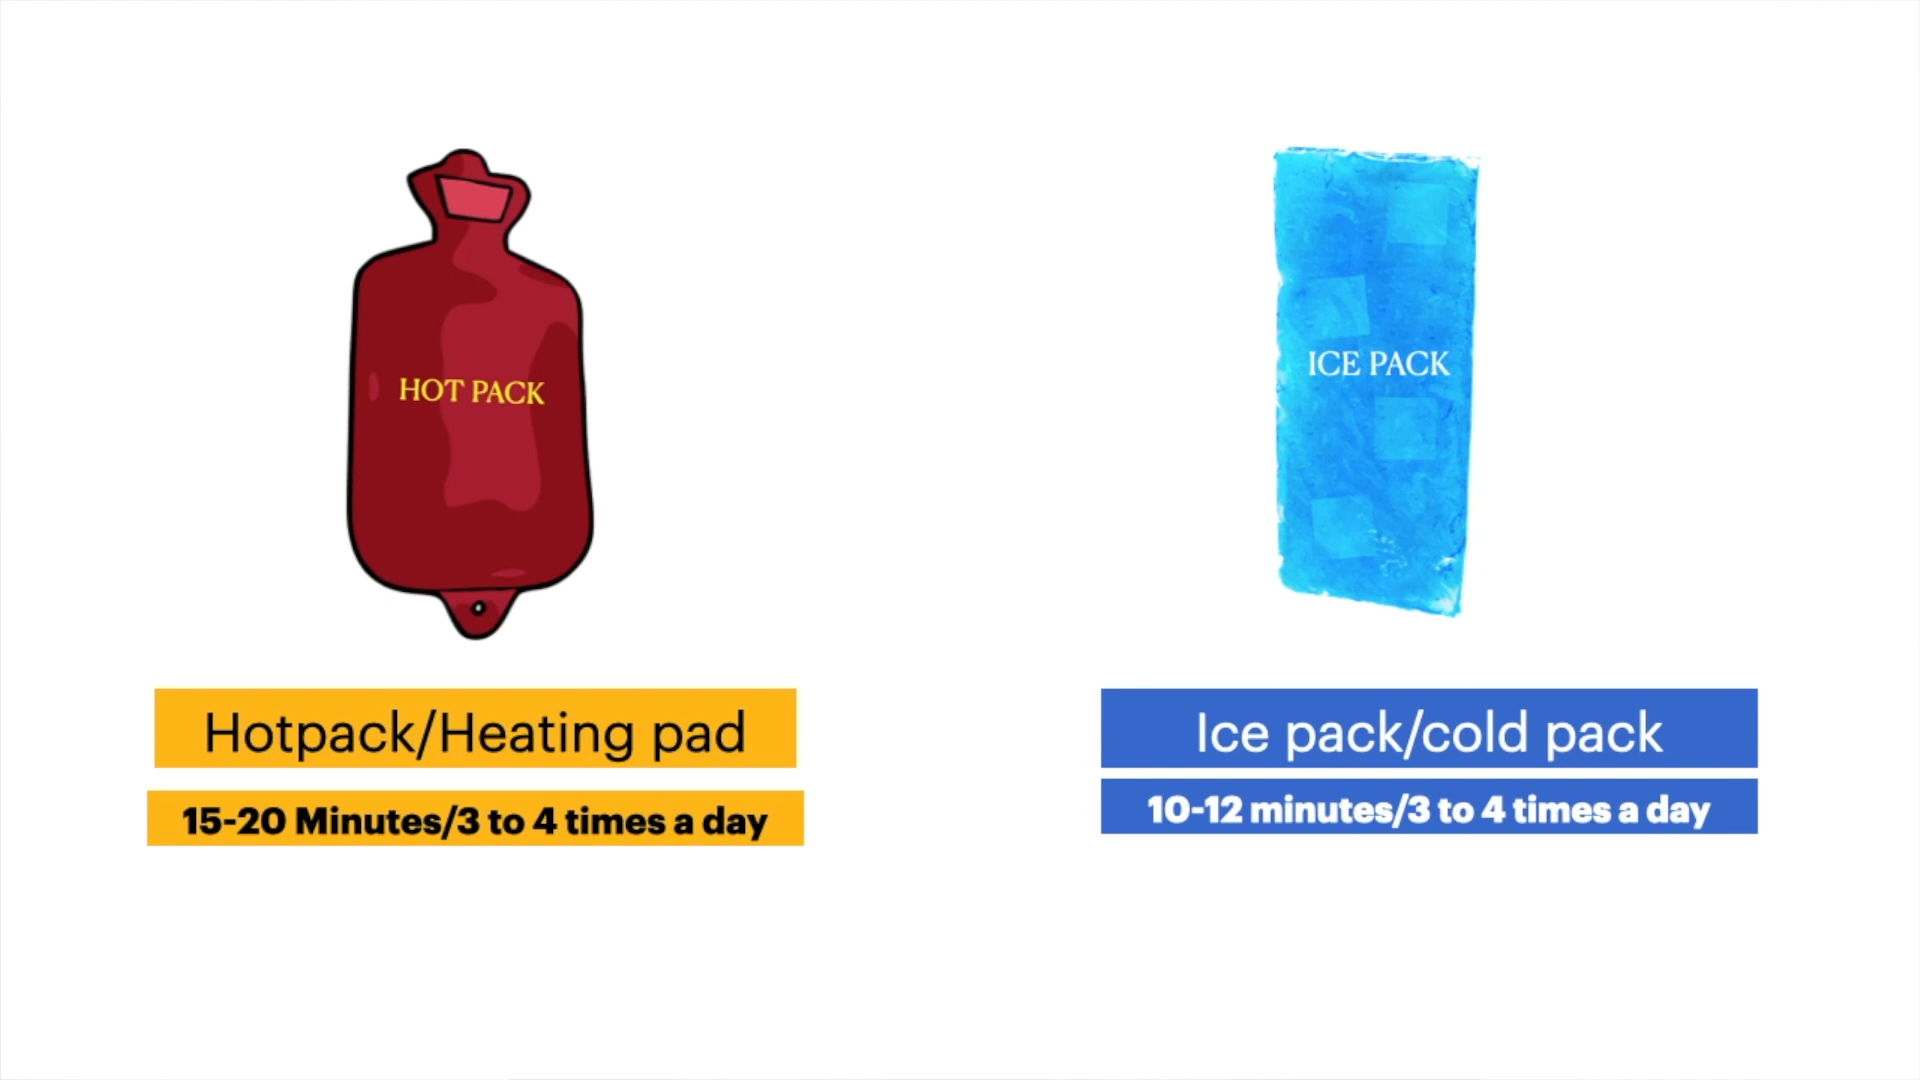 HOT PACK
Hotpack/Heating pad
15-20 Minutes/3 to 4 times a day
ICE PACK
Ice pack/cold pack
10-12 minutes/3 to 4 times a day